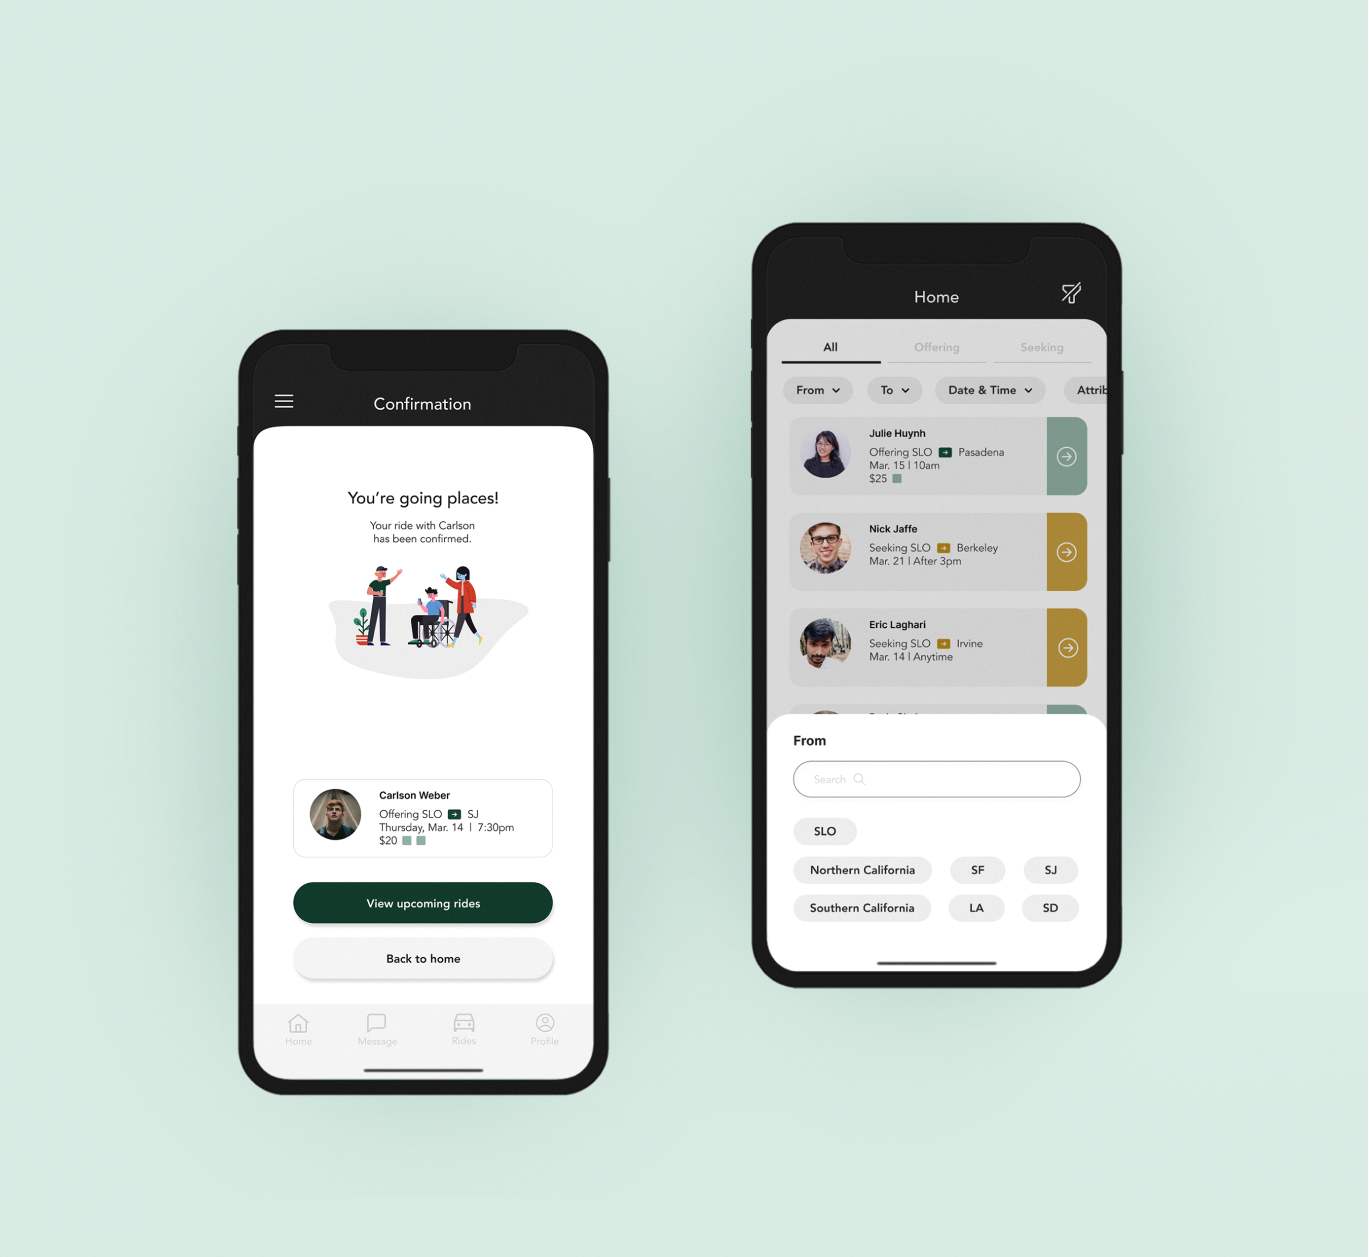 Confirmation
You're going places!
Your ride with Carlson
has been confirmed.
Carlson Weber
Offering SLO SJ
Thursday, Mar. 14 | 7:30pm
$20
View upcoming rides
Back to home
Home Message Rides Profile
Home
All Offering Seeking
From To Date & Time Attrib
Julie Huynh
Offering SLO Pasadena
Mar. 15 | 10am
$25
Nick Jaffe
Seeking SLO Berkeley
Mar. 21 | After 3pm
Eric Laghari
Seeking SLO Irvine
Mar. 14 | Anytime
From
Search
SLO
Northern California SF SJ
Southern California LA SD